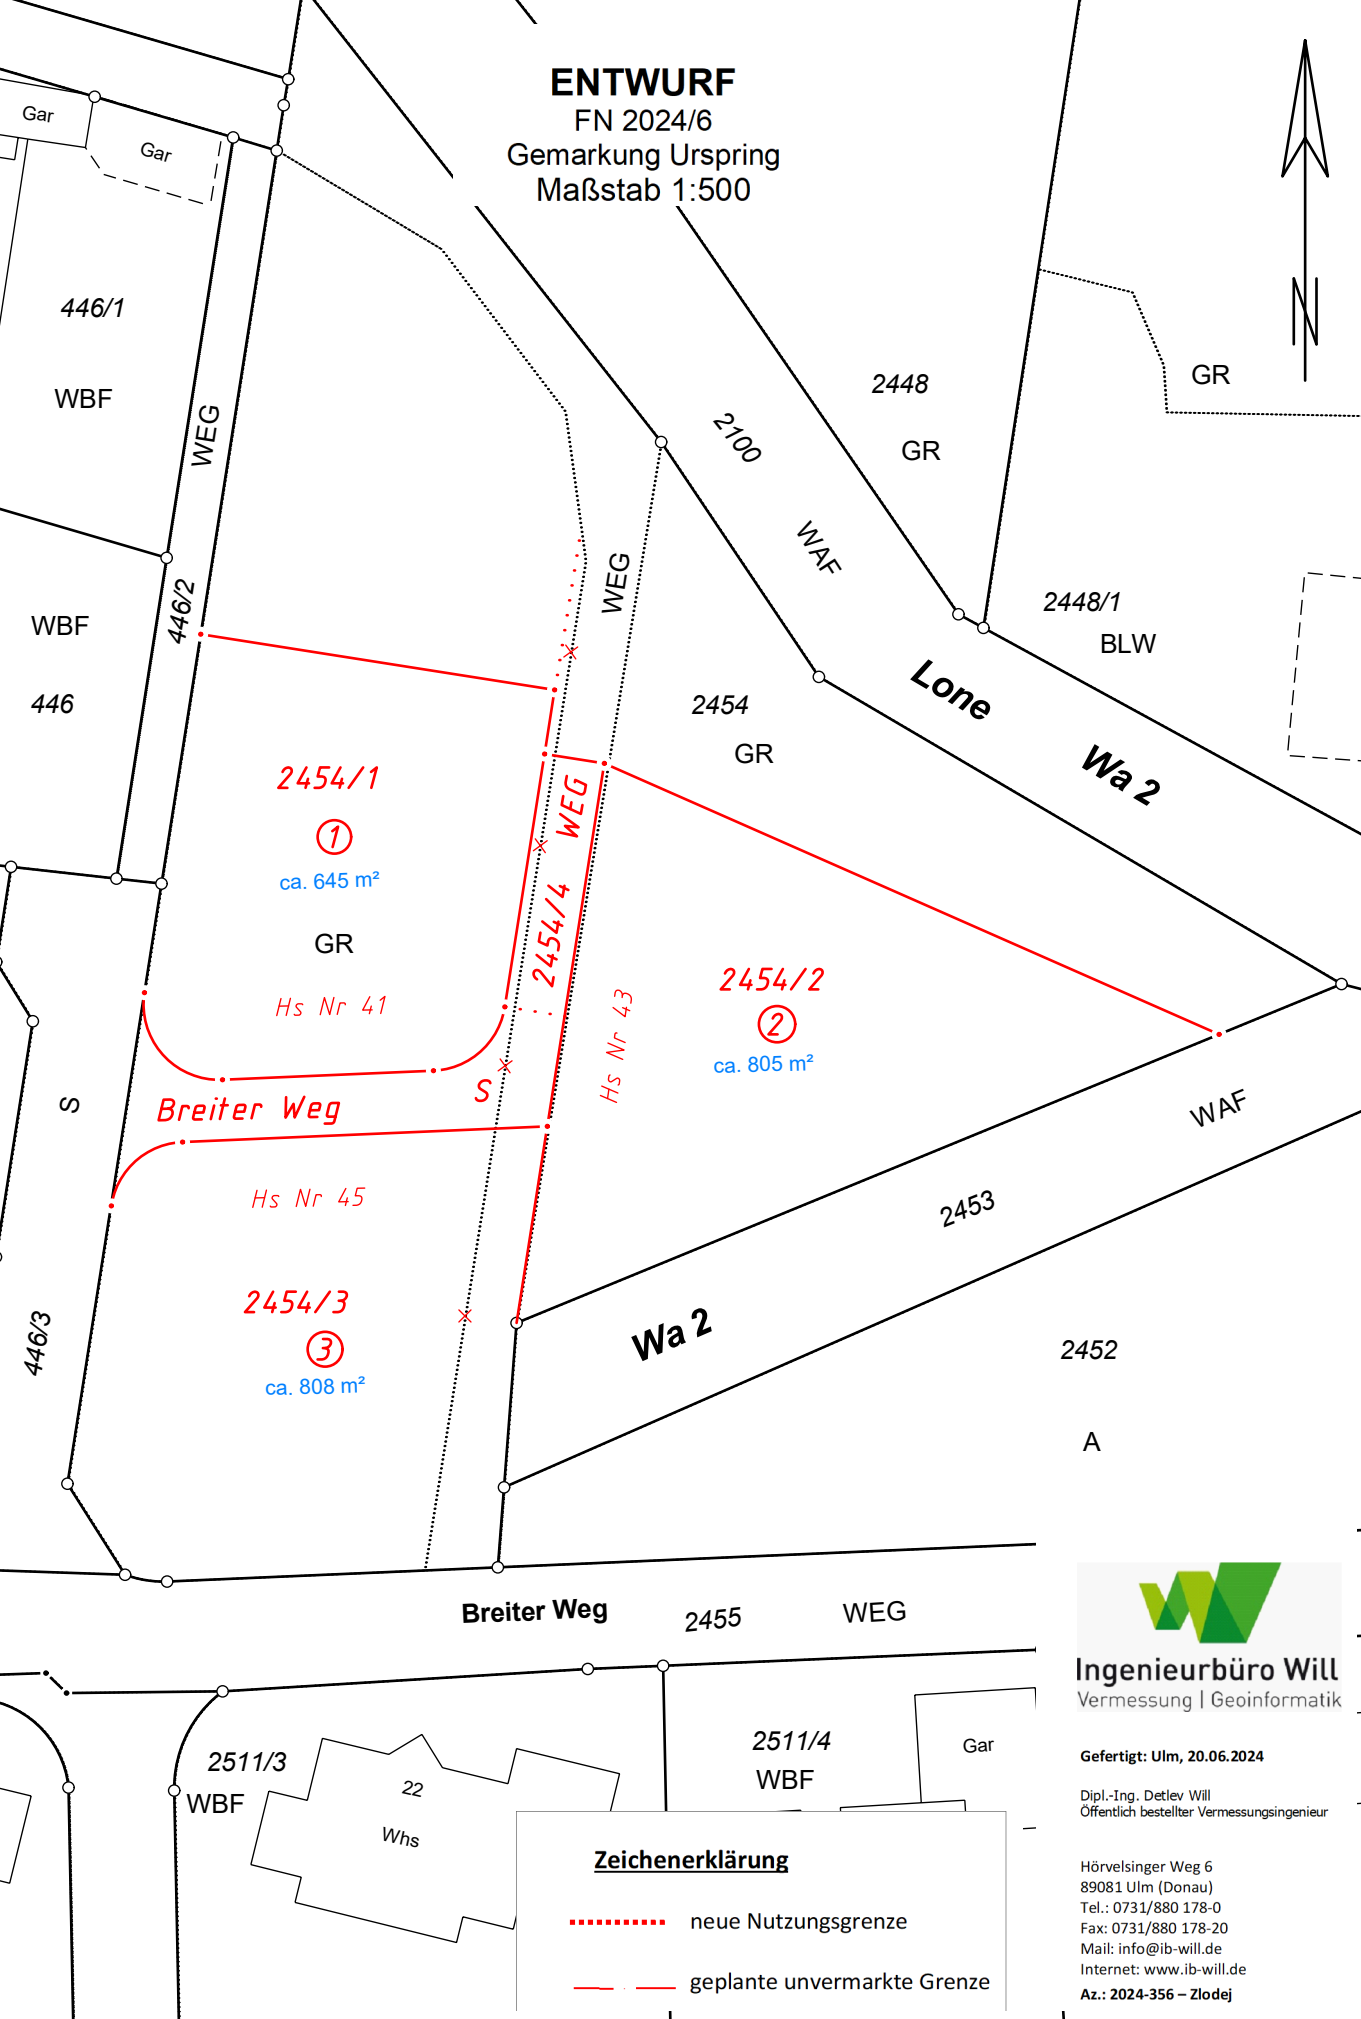 ENTWURF
FN 2024/6
Gemarkung Urspring
Maßstab 1:500
N
Gar
Gar
446/1
WBF
WEG
446/2
WBF
446
2448
GR
GR
2100
WAF
WEG
2448/1
BLW
Lone
Wa 2
2454
GR
2454/1
1
ca. 645 m²
GR
Hs Nr 41
WEG
2454/4
2454/2
2
ca. 805 m²
Hs Nr 43
S
S
Breiter Weg
WAF
Hs Nr 45
2453
2454/3
3
ca. 808 m²
446/3
Wa 2
2452
A
Breiter Weg
2455
WEG
2511/3
WBF
22
Whs
2511/4
WBF
Gar
Zeichenerklärung
neue Nutzungsgrenze
geplante unvermarkte Grenze
Ingenieurbüro Will
Vermessung | Geoinformatik
Gefertigt: Ulm, 20.06.2024
Dipl.-Ing. Detlev Will
Öffentlich bestellter Vermessungsingenieur
Hörvelsinger Weg 6
89081 Ulm (Donau)
Tel.: 0731/880 178-0
Fax: 0731/880 178-20
Mail: info@ib-will.de
Internet: www.ib-will.de
Az.: 2024-356 – Zlodej